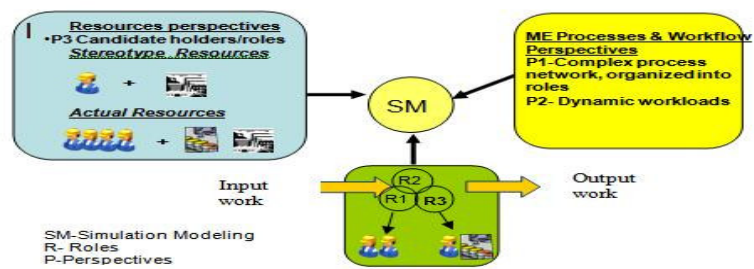 Resources perspectives
•P3 Candidate holders/roles
Stereotype Resources
+
Actual Resources
+
SM
ME Processes & Workflow
Perspectives
P1-Complex process
network, organized into
roles
P2- Dynamic workloads
Input
work
R2
R1 R3
Output
work
SM-Simulation Modeling
R- Roles
P-Perspectives